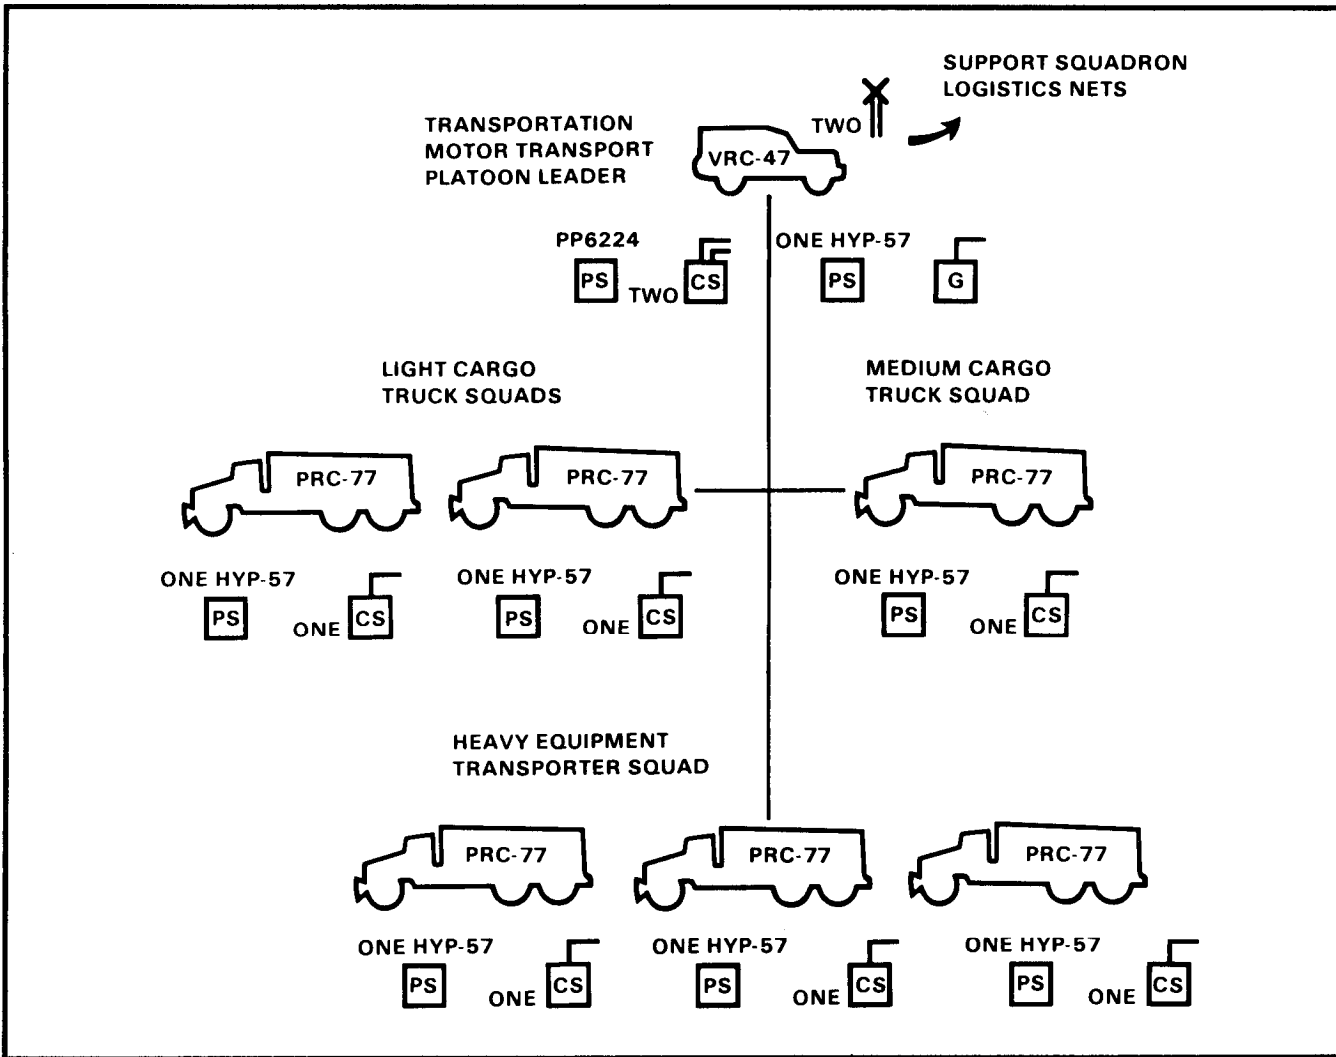 SUPPORT SQUADRON
LOGISTICS NETS
TWO
TRANSPORTATION
MOTOR TRANSPORT
PLATOON LEADER
VRC-47
PP6224
PS
TWO
CS
ONE HYP-57
PS
G
LIGHT CARGO
TRUCK SQUADS
MEDIUM CARGO
TRUCK SQUAD
PRC-77
PRC-77
PRC-77
ONE HYP-57
PS
ONE
CS
ONE HYP-57
PS
ONE
CS
ONE HYP-57
PS
ONE
CS
HEAVY EQUIPMENT
TRANSPORTER SQUAD
PRC-77
PRC-77
PRC-77
ONE HYP-57
PS
ONE
CS
ONE HYP-57
PS
ONE
CS
ONE HYP-57
PS
ONE
CS